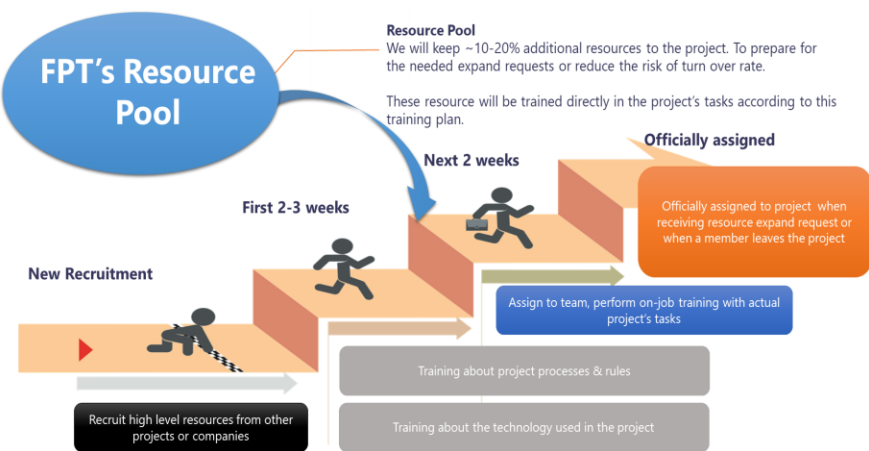 FPT's Resource
Pool
Resource Pool
We will keep ~10-20% additional resources to the project. To prepare for
the needed expand requests or reduce the risk of turn over rate.
These resource will be trained directly in the project's tasks according to this
training plan.
Officially assigned
Next 2 weeks
First 2-3 weeks
New Recruitment
Officially assigned to project when
receiving resource expand request or
when a member leaves the project
Assign to team, perform on-job training with actual
project's tasks
Training about project processes & rules
Recruit high level resources from other
projects or companies
Training about the technology used in the project